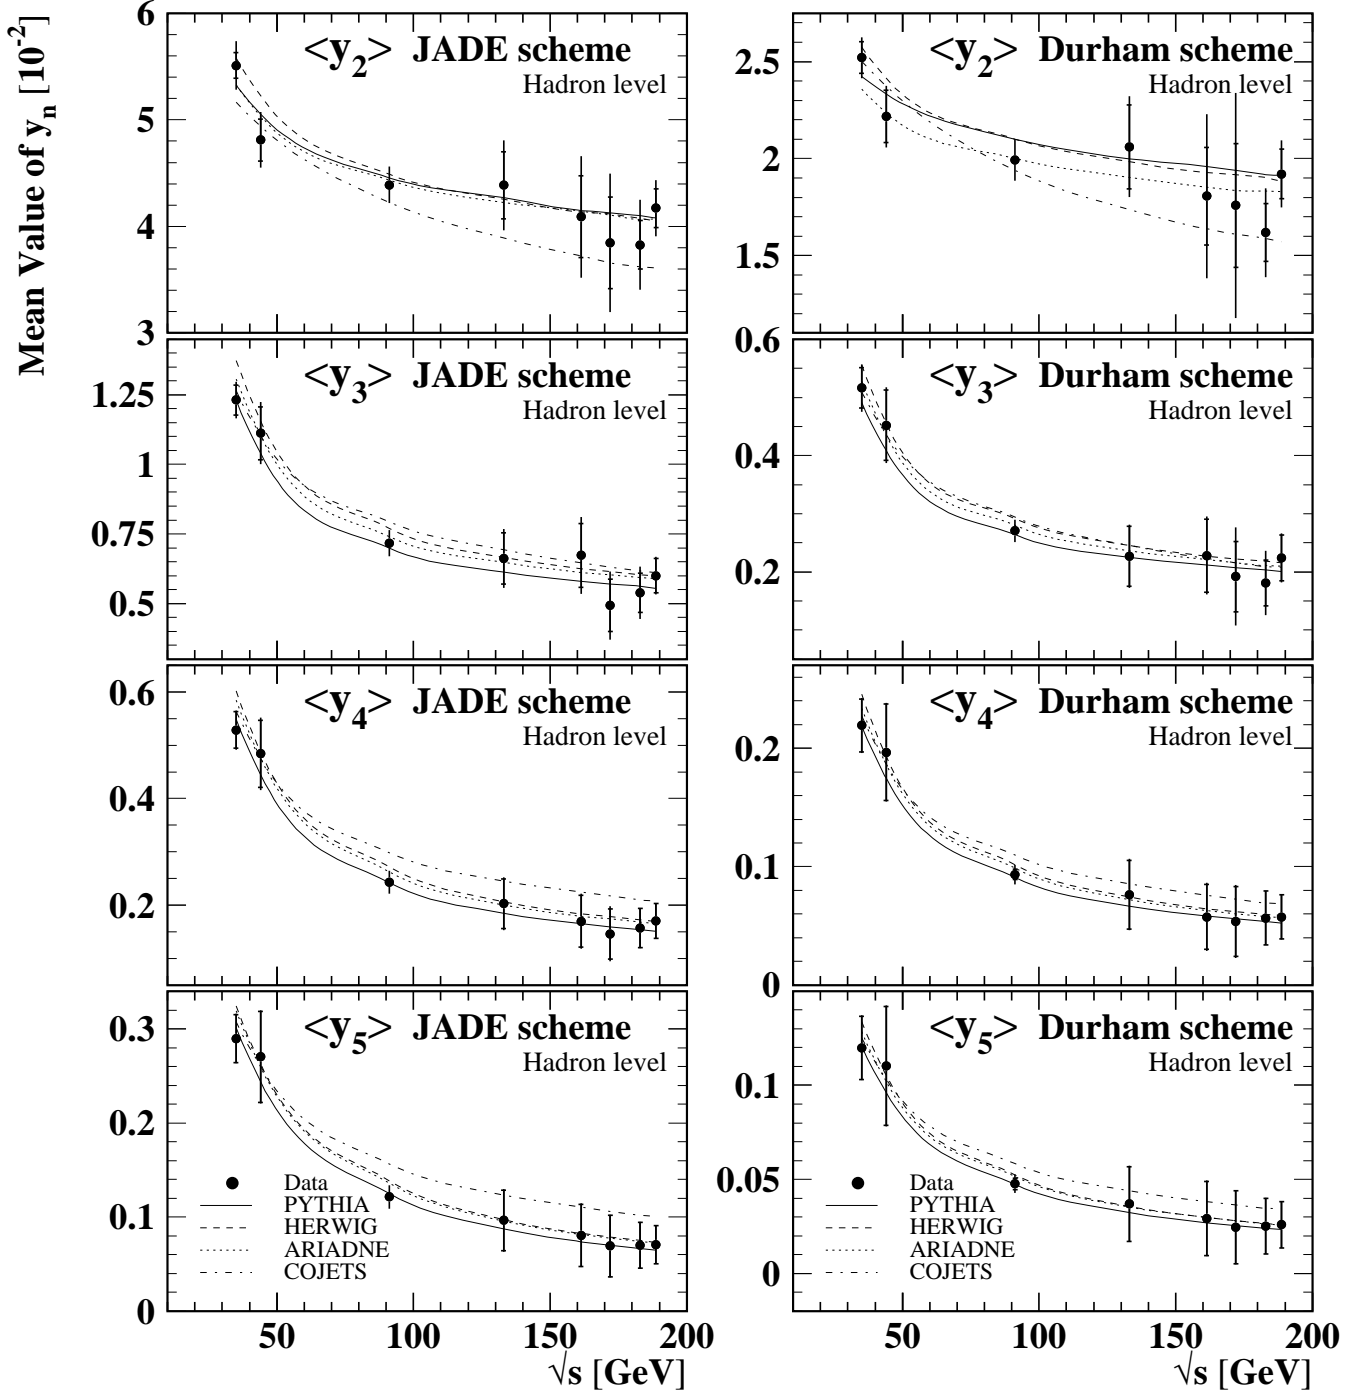 Mean Value of y_n [10^-2]
<y_2> JADE scheme
Hadron level
6
5
4
3
<y_2> Durham scheme
Hadron level
2.5
2
1.5
<y_3> JADE scheme
Hadron level
1.25
1
0.75
0.5
<y_3> Durham scheme
Hadron level
0.6
0.4
0.2
<y_4> JADE scheme
Hadron level
0.6
0.4
0.2
<y_4> Durham scheme
Hadron level
0.2
0.1
0
<y_5> JADE scheme
Hadron level
0.3
0.2
0.1
0
Data
PYTHIA
HERWIG
ARIADNE
COJETS
50 100 150 200
√s [GeV]
<y_5> Durham scheme
Hadron level
0.1
0.05
0
Data
PYTHIA
HERWIG
ARIADNE
COJETS
50 100 150 200
√s [GeV]